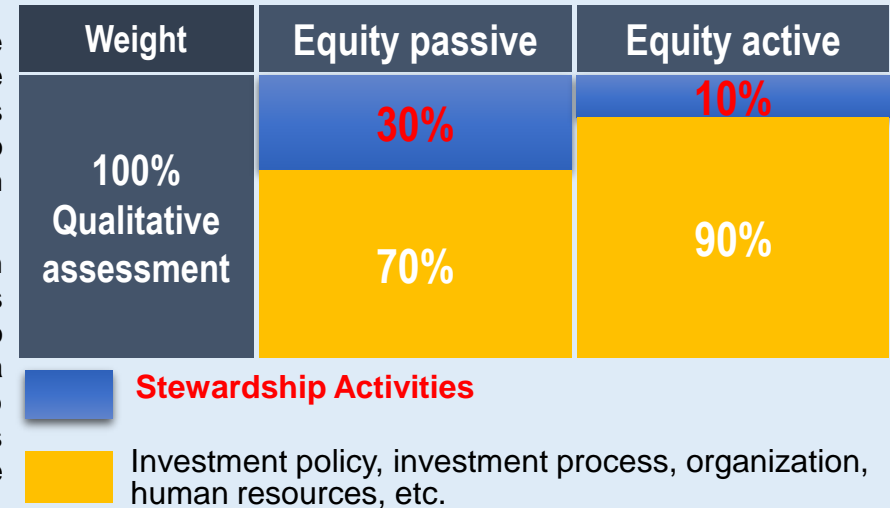 Weight Equity passive Equity active
30% 10%
100%
Qualitative
assessment
70% 90%
Stewardship Activities
Investment policy, investment process, organization,
human resources, etc.